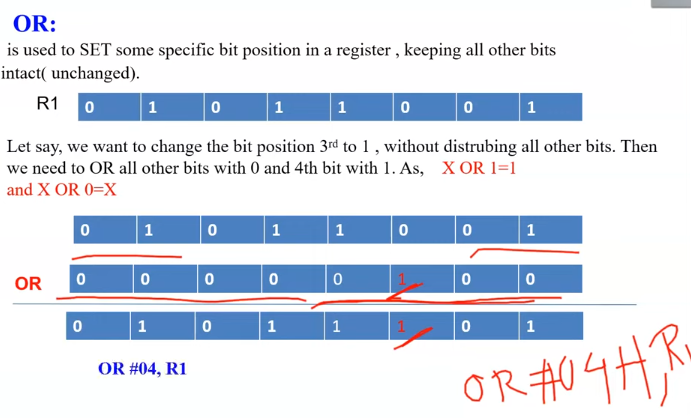 OR:
is used to SET some specific bit position in a register , keeping all other bits
intact( unchanged).
R1 0 1 0 1 1 0 0 1
Let say, we want to change the bit position 3rd to 1 , without distrubing all other bits. Then
we need to OR all other bits with 0 and 4th bit with 1. As, X OR 1=1
and X OR 0=X
0 1 0 1 1 0 0 1
OR 0 0 0 0 0 1 0 0
0 1 0 1 1 1 0 1
OR #04, R1
OR #04H, R1